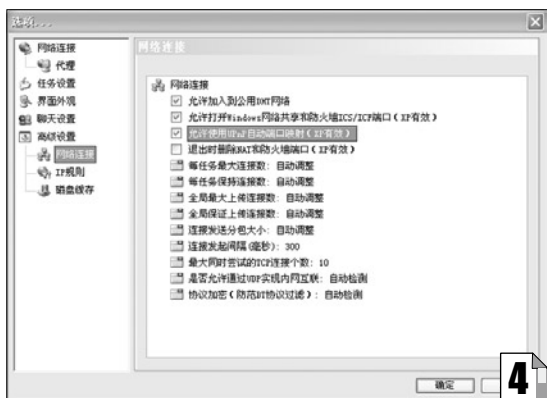 选项...
网络连接
代理
任务设置
界面外观
聊天设置
高级设置
网络连接
IP规则
磁盘缓存
网络连接
网络连接
允许加入到公用DHT网络
允许打开Windows网络共享和防火墙ICS/ICF端口(XP有效)
允许使用UPnP自动端口映射(XP有效)
退出时删除NAT和防火墙端口(XP有效)
每任务最大连接数: 自动调整
每任务保持连接数: 自动调整
全局最大上传连接数: 自动调整
全局保证上传连接数: 自动调整
连接发送分包大小: 自动调整
连接发起间隔(毫秒): 300
最大同时尝试的TCP连接个数: 10
是否允许通过UDP实现内网互联: 自动检测
协议加密(防范BT协议过滤): 自动检测
确定
4